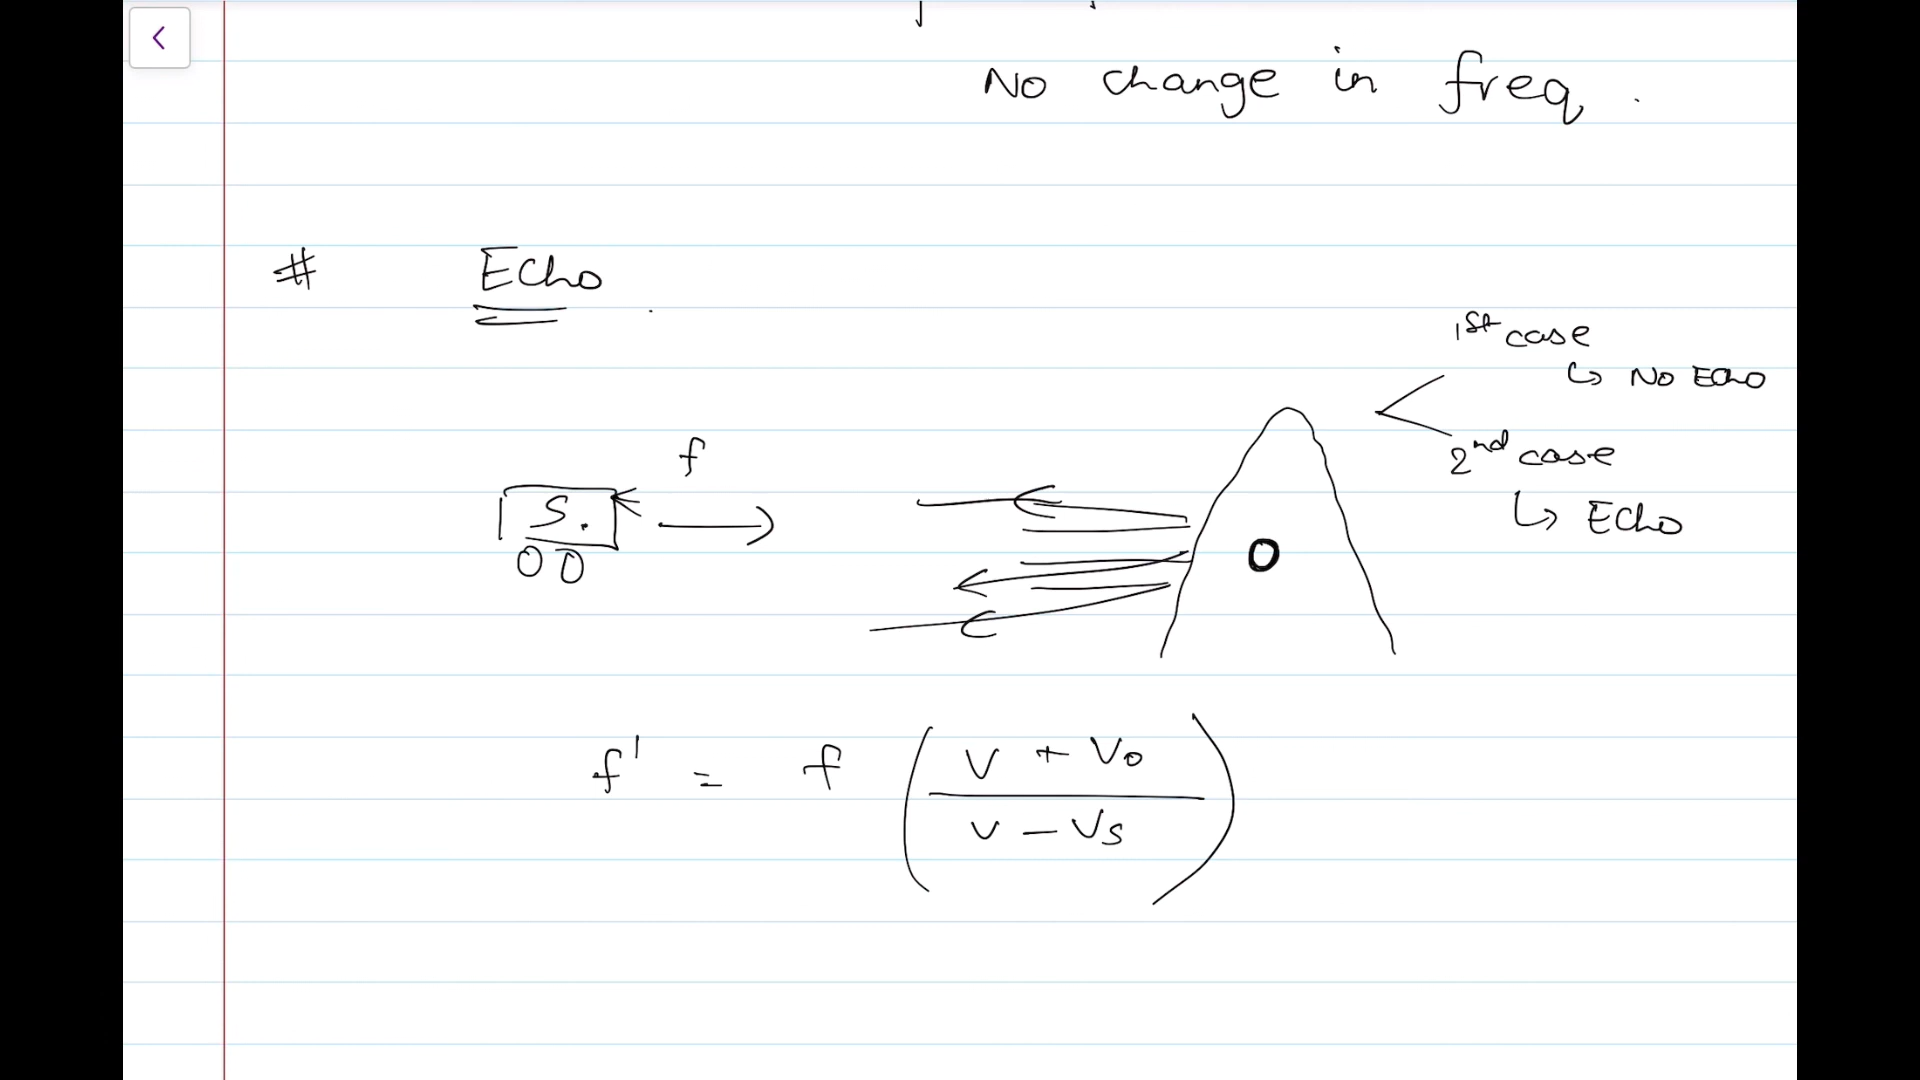 No change in freq.
# Echo
1st case
↳ No Echo
2nd case
↳ Echo
f
S.
O
f' = f ( V + Vo
V - Vs )